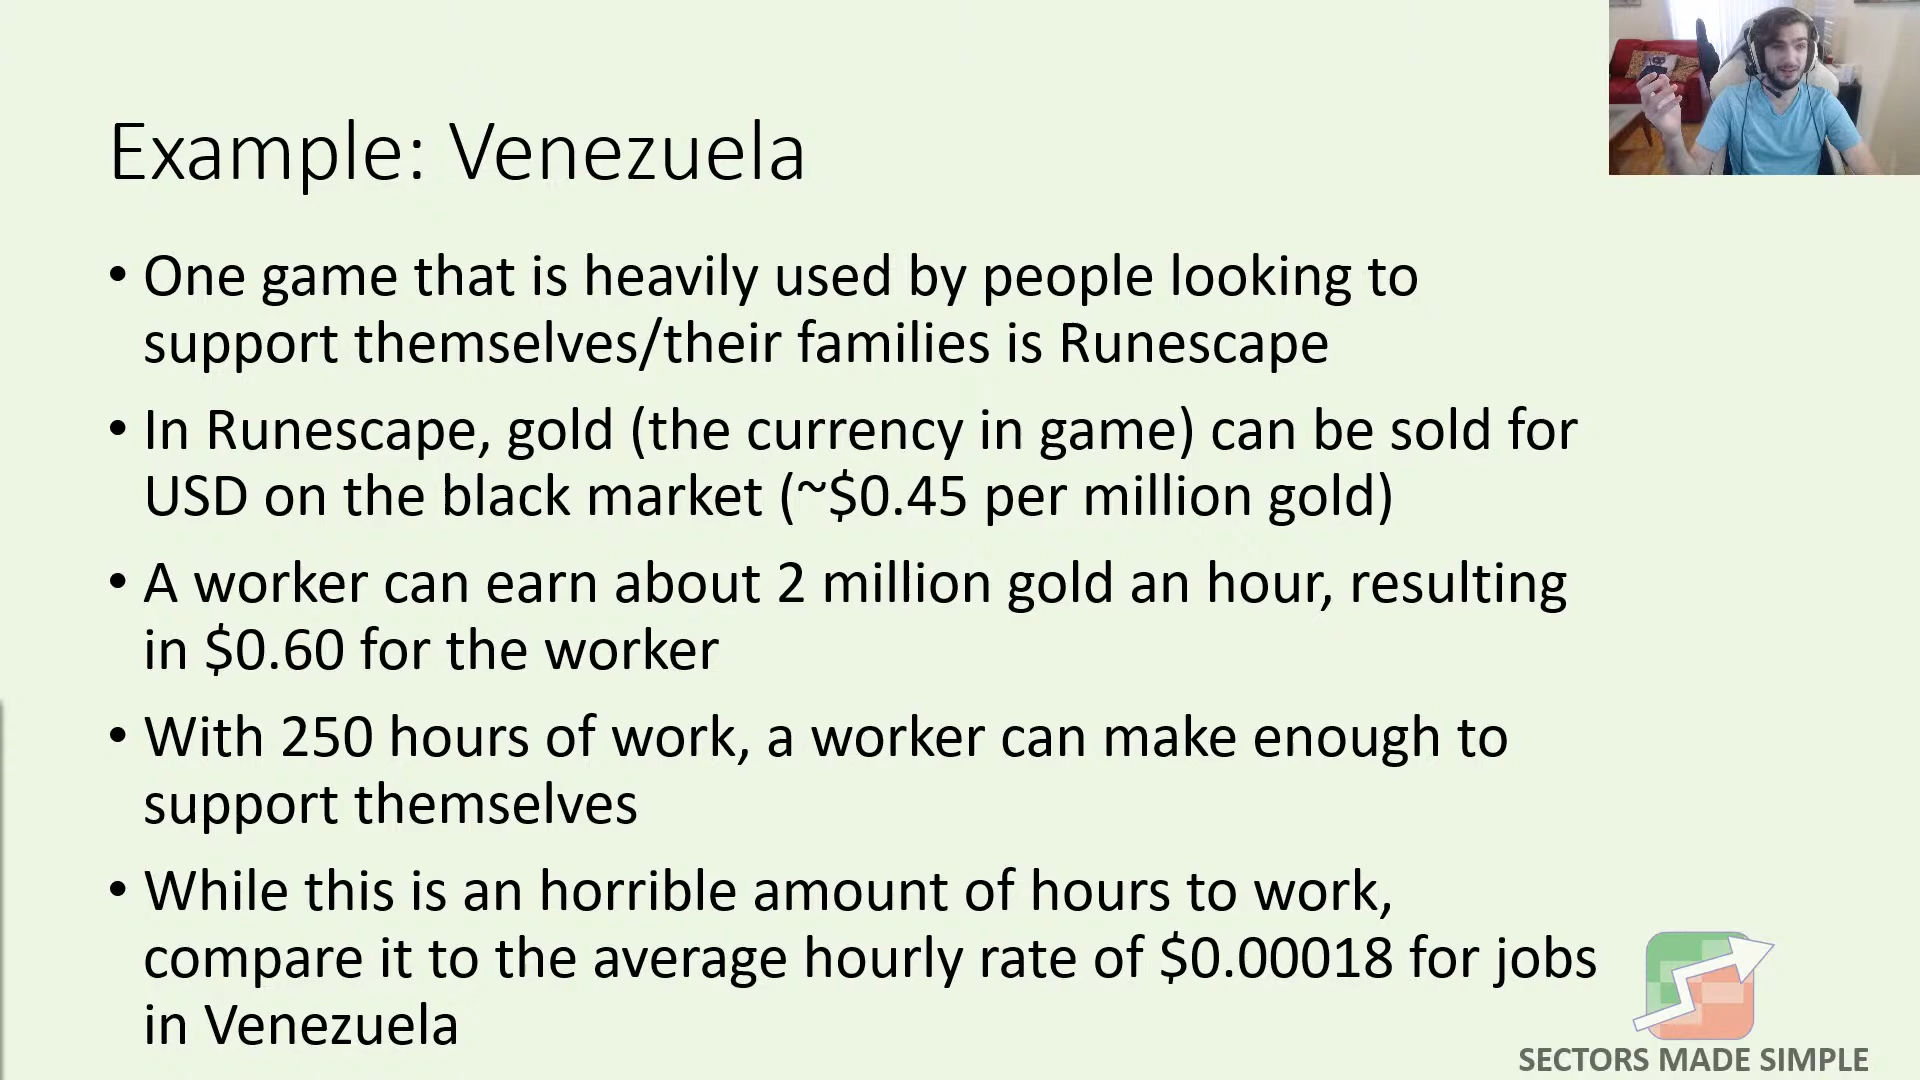 Example: Venezuela
• One game that is heavily used by people looking to
support themselves/their families is Runescape
• In Runescape, gold (the currency in game) can be sold for
USD on the black market (~$0.45 per million gold)
• A worker can earn about 2 million gold an hour, resulting
in $0.60 for the worker
• With 250 hours of work, a worker can make enough to
support themselves
• While this is an horrible amount of hours to work,
compare it to the average hourly rate of $0.00018 for jobs
in Venezuela
SECTORS MADE SIMPLE